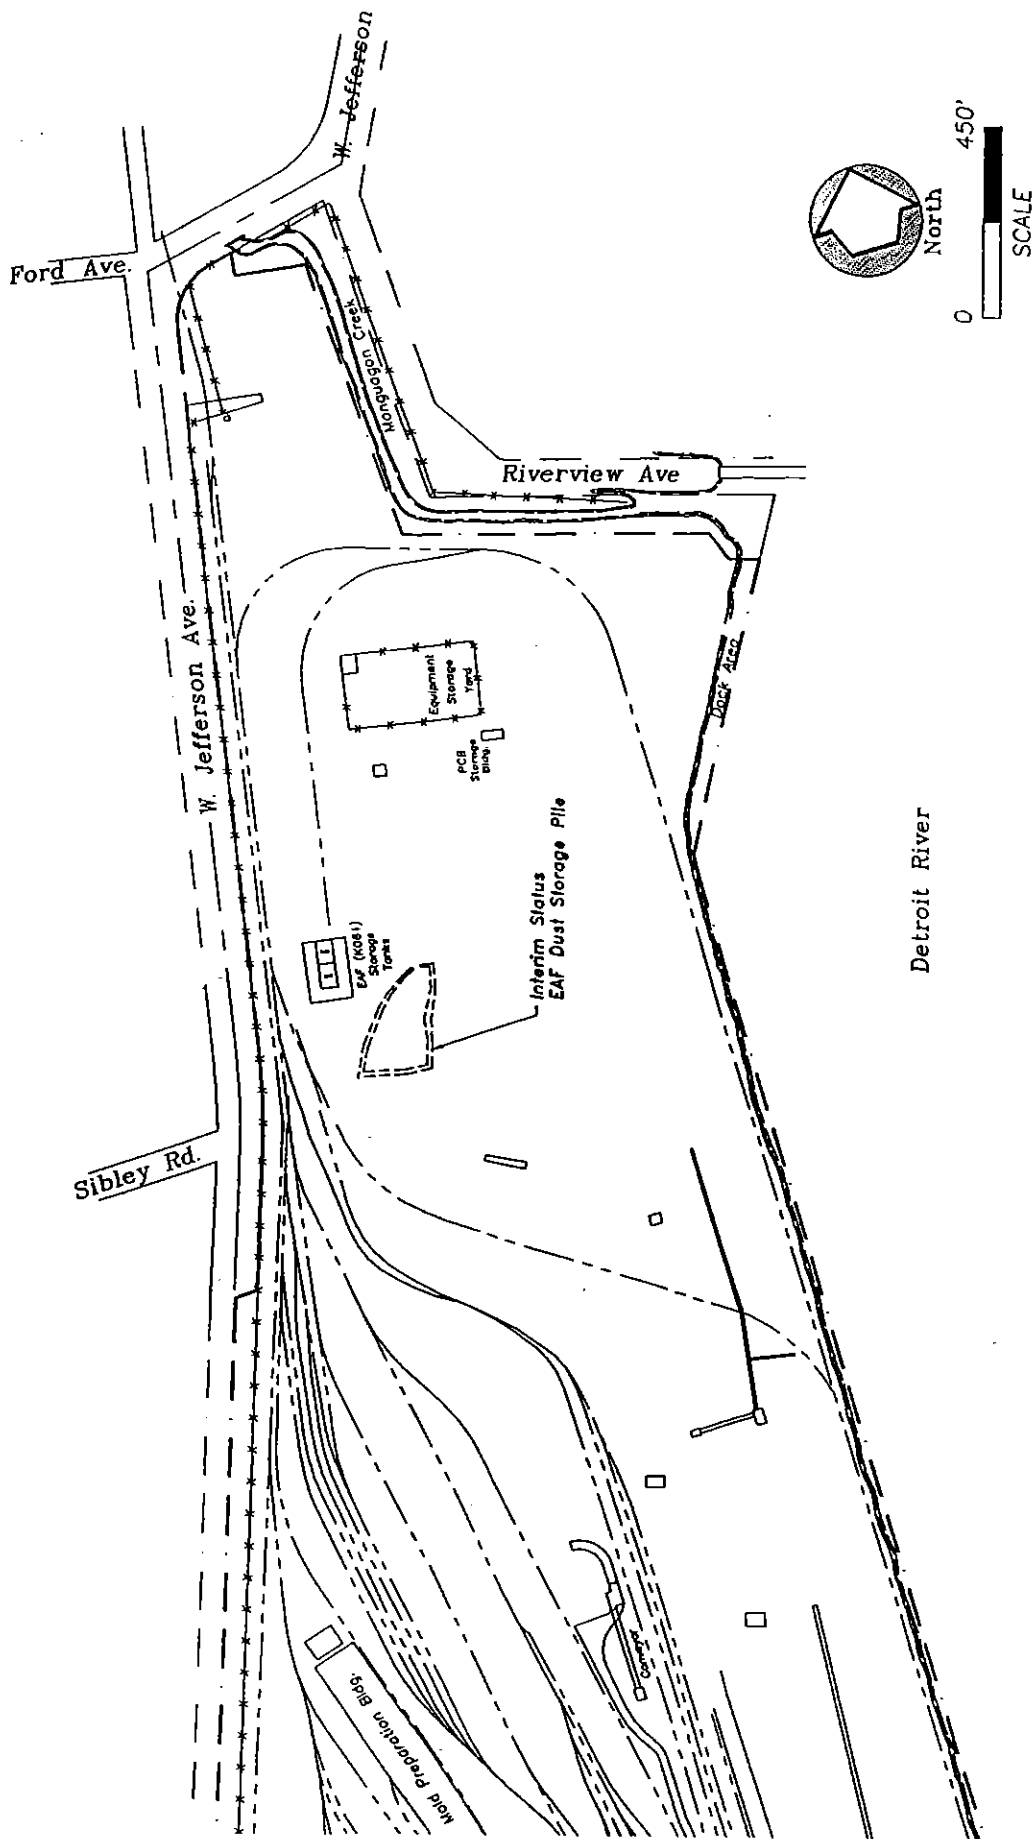 Ford Ave.
W. Jefferson
Monguagon Creek
Riverview Ave
W. Jefferson Ave.
Equipment
Storage
Yard
PCB
Storage
Bldg.
Dock Area
EAF (K061)
Storage
Tanks
Interim Status
EAF Dust Storage Pile
Detroit River
Sibley Rd.
Mold Preparation Bldg.
Conveyor
North
0
450'
SCALE